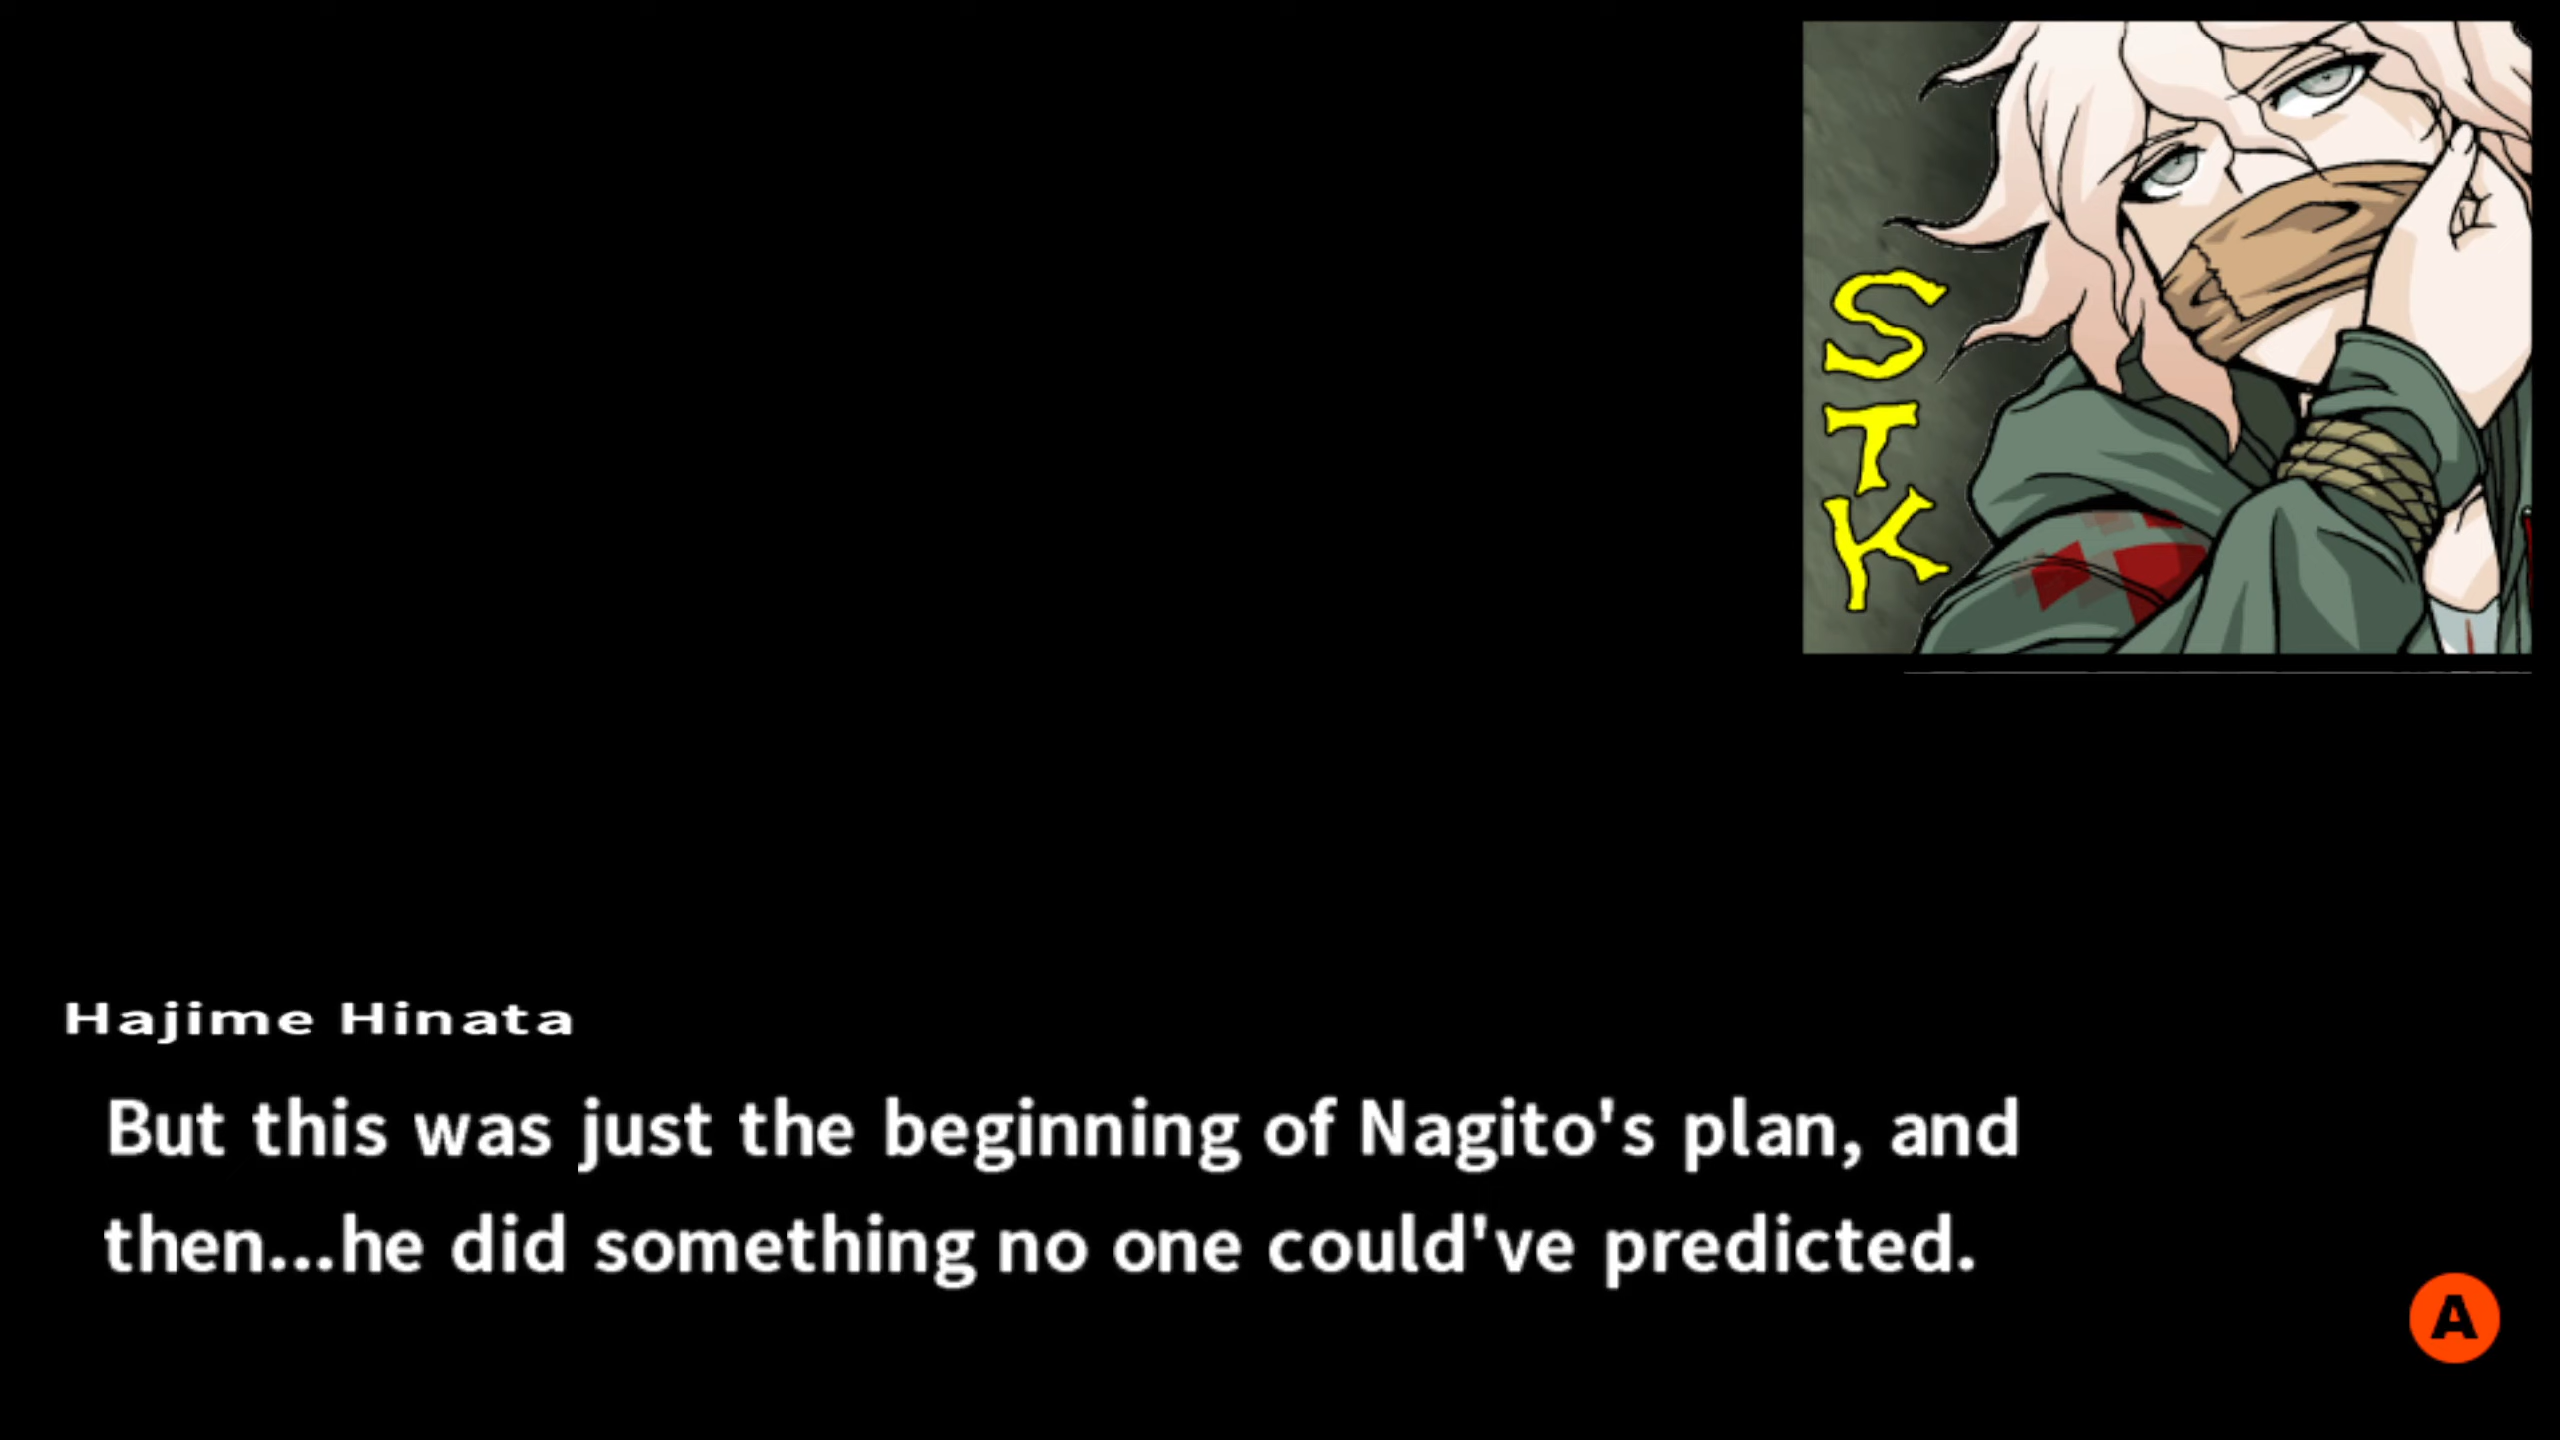 STK
Hajime Hinata
But this was just the beginning of Nagito's plan, and
then...he did something no one could've predicted.
A